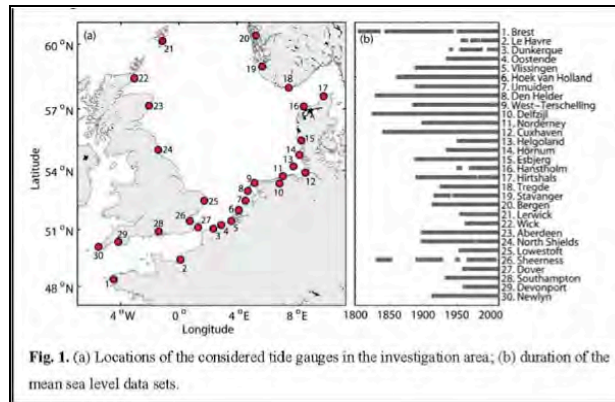 (a)
60°N
57°N
54°N
51°N
48°N
Latitude
4°W
0°
4°E
8°E
Longitude
21
20
19
22
18
17
23
16
24
15
14
13
12
11
10
9
8
7
6
5
4
3
25
26
27
28
29
30
2
1
(b)
1. Brest
2. Le Havre
3. Dunkerque
4. Oostende
5. Vlissingen
6. Hoek van Holland
7. IJmuiden
8. Den Helder
9. West-Terschelling
10. Delfzijl
11. Norderney
12. Cuxhaven
13. Helgoland
14. Hörnum
15. Esbjerg
16. Hanstholm
17. Hirtshals
18. Tregde
19. Stavanger
20. Bergen
21. Lerwick
22. Wick
23. Aberdeen
24. North Shields
25. Lowestoft
26. Sheerness
27. Dover
28. Southampton
29. Devonport
30. Newlyn
1800 1850 1900 1950 2000
Fig. 1. (a) Locations of the considered tide gauges in the investigation area; (b) duration of the
mean sea level data sets.